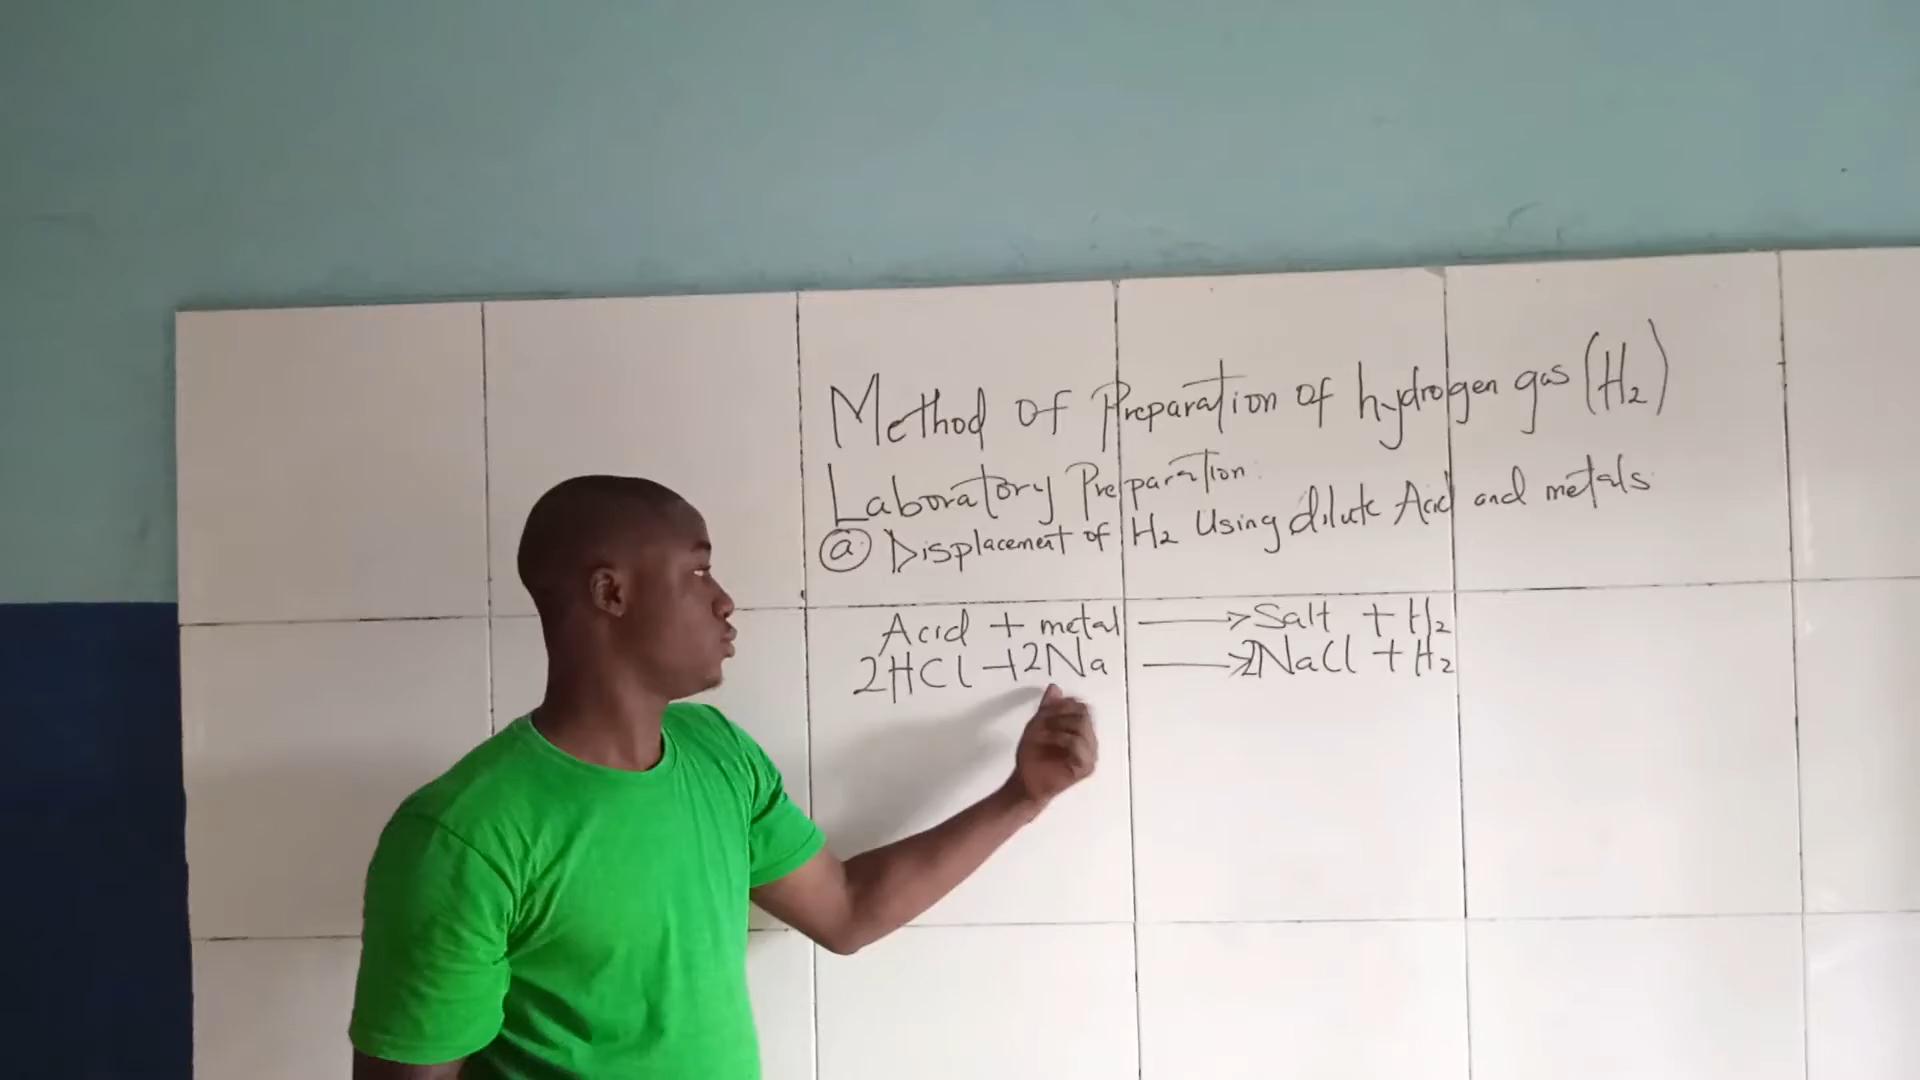 Method of Preparation of hydrogen gas (H₂)
Laboratory Preparation:
ⓐ Displacement of H₂ Using dilute Acid and metals
Acid + metal → Salt + H₂
2HCl + 2Na → 2NaCl + H₂